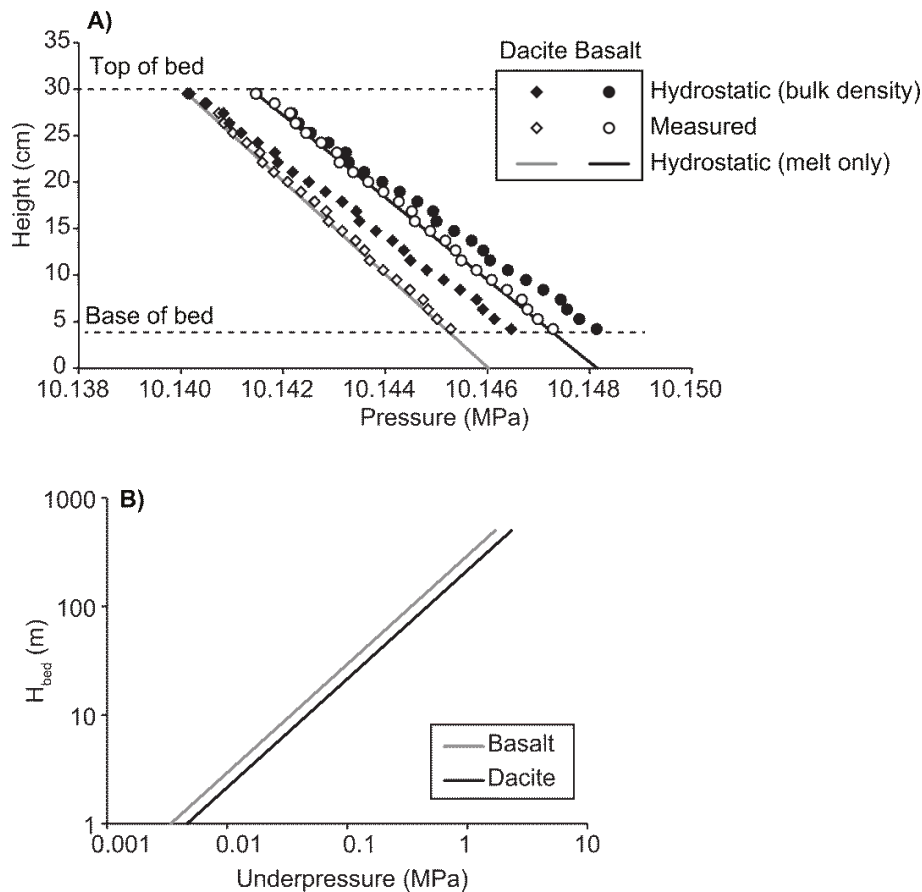 A)
35
30
25
20
15
10
5
0
Height (cm)
Top of bed
Base of bed
10.138 10.140 10.142 10.144 10.146 10.148 10.150
Pressure (MPa)
Dacite Basalt
Hydrostatic (bulk density)
Measured
Hydrostatic (melt only)
B)
1000
100
10
1
Hbed (m)
0.001 0.01 0.1 1 10
Underpressure (MPa)
Basalt
Dacite